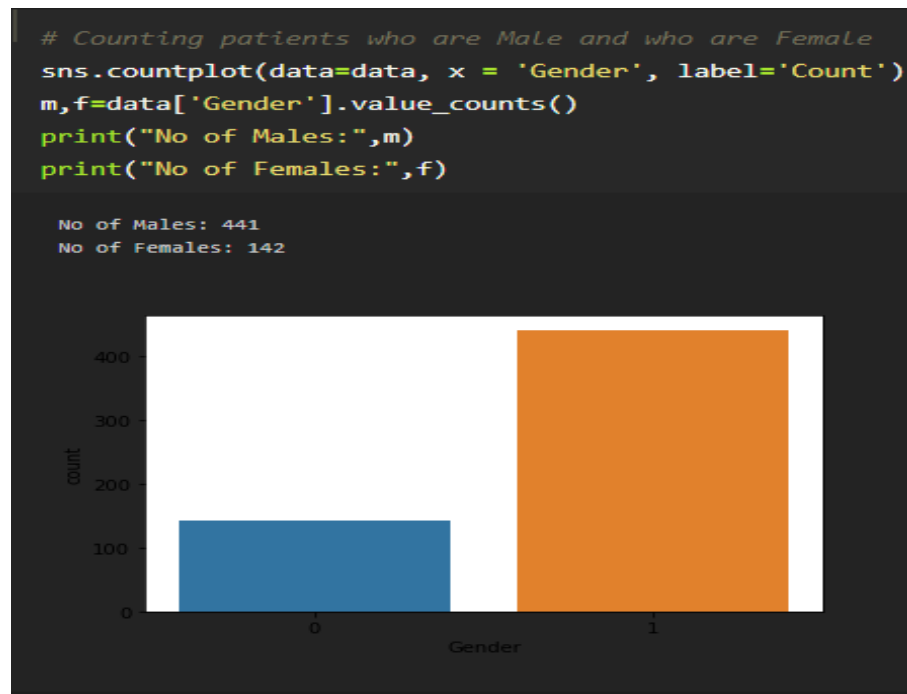 # Counting patients who are Male and who are Female
sns.countplot(data=data, x = 'Gender', label='Count')
m,f=data['Gender'].value_counts()
print("No of Males:",m)
print("No of Females:",f)
No of Males: 441
No of Females: 142
400
300
200
100
0
count
0 1
Gender